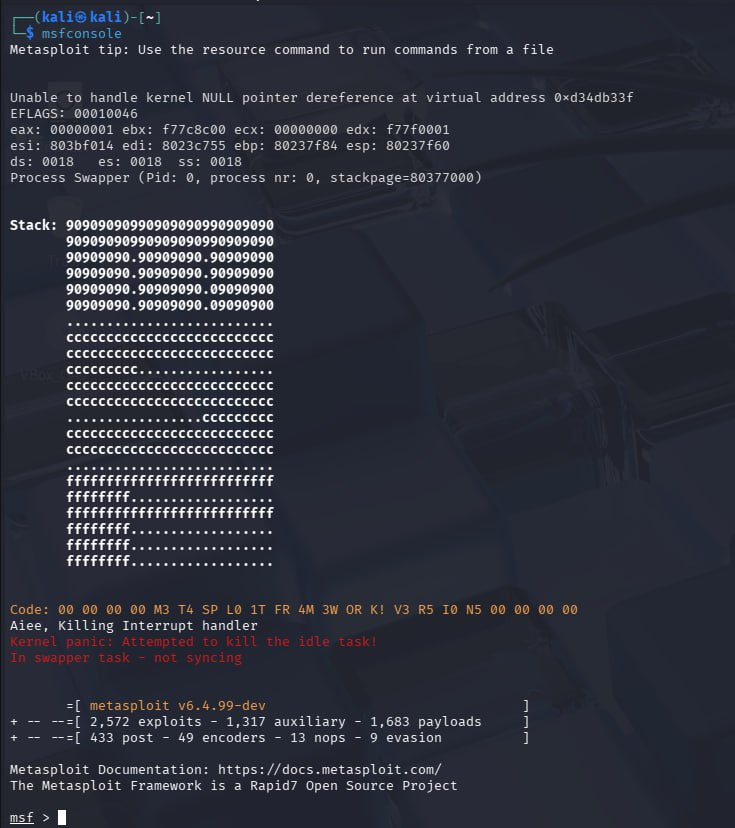 ┌──(kali㉿kali)-[~]
└─$ msfconsole
Metasploit tip: Use the resource command to run commands from a file
Unable to handle kernel NULL pointer dereference at virtual address 0×d34db33f
EFLAGS: 00010046
eax: 00000001 ebx: f77c8c00 ecx: 00000000 edx: f77f0001
esi: 803bf014 edi: 8023c755 ebp: 80237f84 esp: 80237f60
ds: 0018   es: 0018  ss: 0018
Process Swapper (Pid: 0, process nr: 0, stackpage=80377000)
Stack: 90909090990909090990909090
       90909090990909090990909090
       90909090.90909090.90909090
       90909090.90909090.90909090
       90909090.90909090.09090900
       90909090.90909090.09090900
       ..........................
       cccccccccccccccccccccccccc
       cccccccccccccccccccccccccc
       ccccccccc.................
       cccccccccccccccccccccccccc
       cccccccccccccccccccccccccc
       .................ccccccccc
       cccccccccccccccccccccccccc
       cccccccccccccccccccccccccc
       ..........................
       ffffffffffffffffffffffffff
       ffffffff..................
       ffffffffffffffffffffffffff
       ffffffff..................
       ffffffff..................
       ffffffff..................
Code: 00 00 00 00 M3 T4 SP L0 1T FR 4M 3W OR K! V3 R5 I0 N5 00 00 00 00
Aiee, Killing Interrupt handler
Kernel panic: Attempted to kill the idle task!
In swapper task - not syncing
       =[ metasploit v6.4.99-dev                                ]
+ -- --=[ 2,572 exploits - 1,317 auxiliary - 1,683 payloads     ]
+ -- --=[ 433 post - 49 encoders - 13 nops - 9 evasion          ]
Metasploit Documentation: https://docs.metasploit.com/
The Metasploit Framework is a Rapid7 Open Source Project
msf >